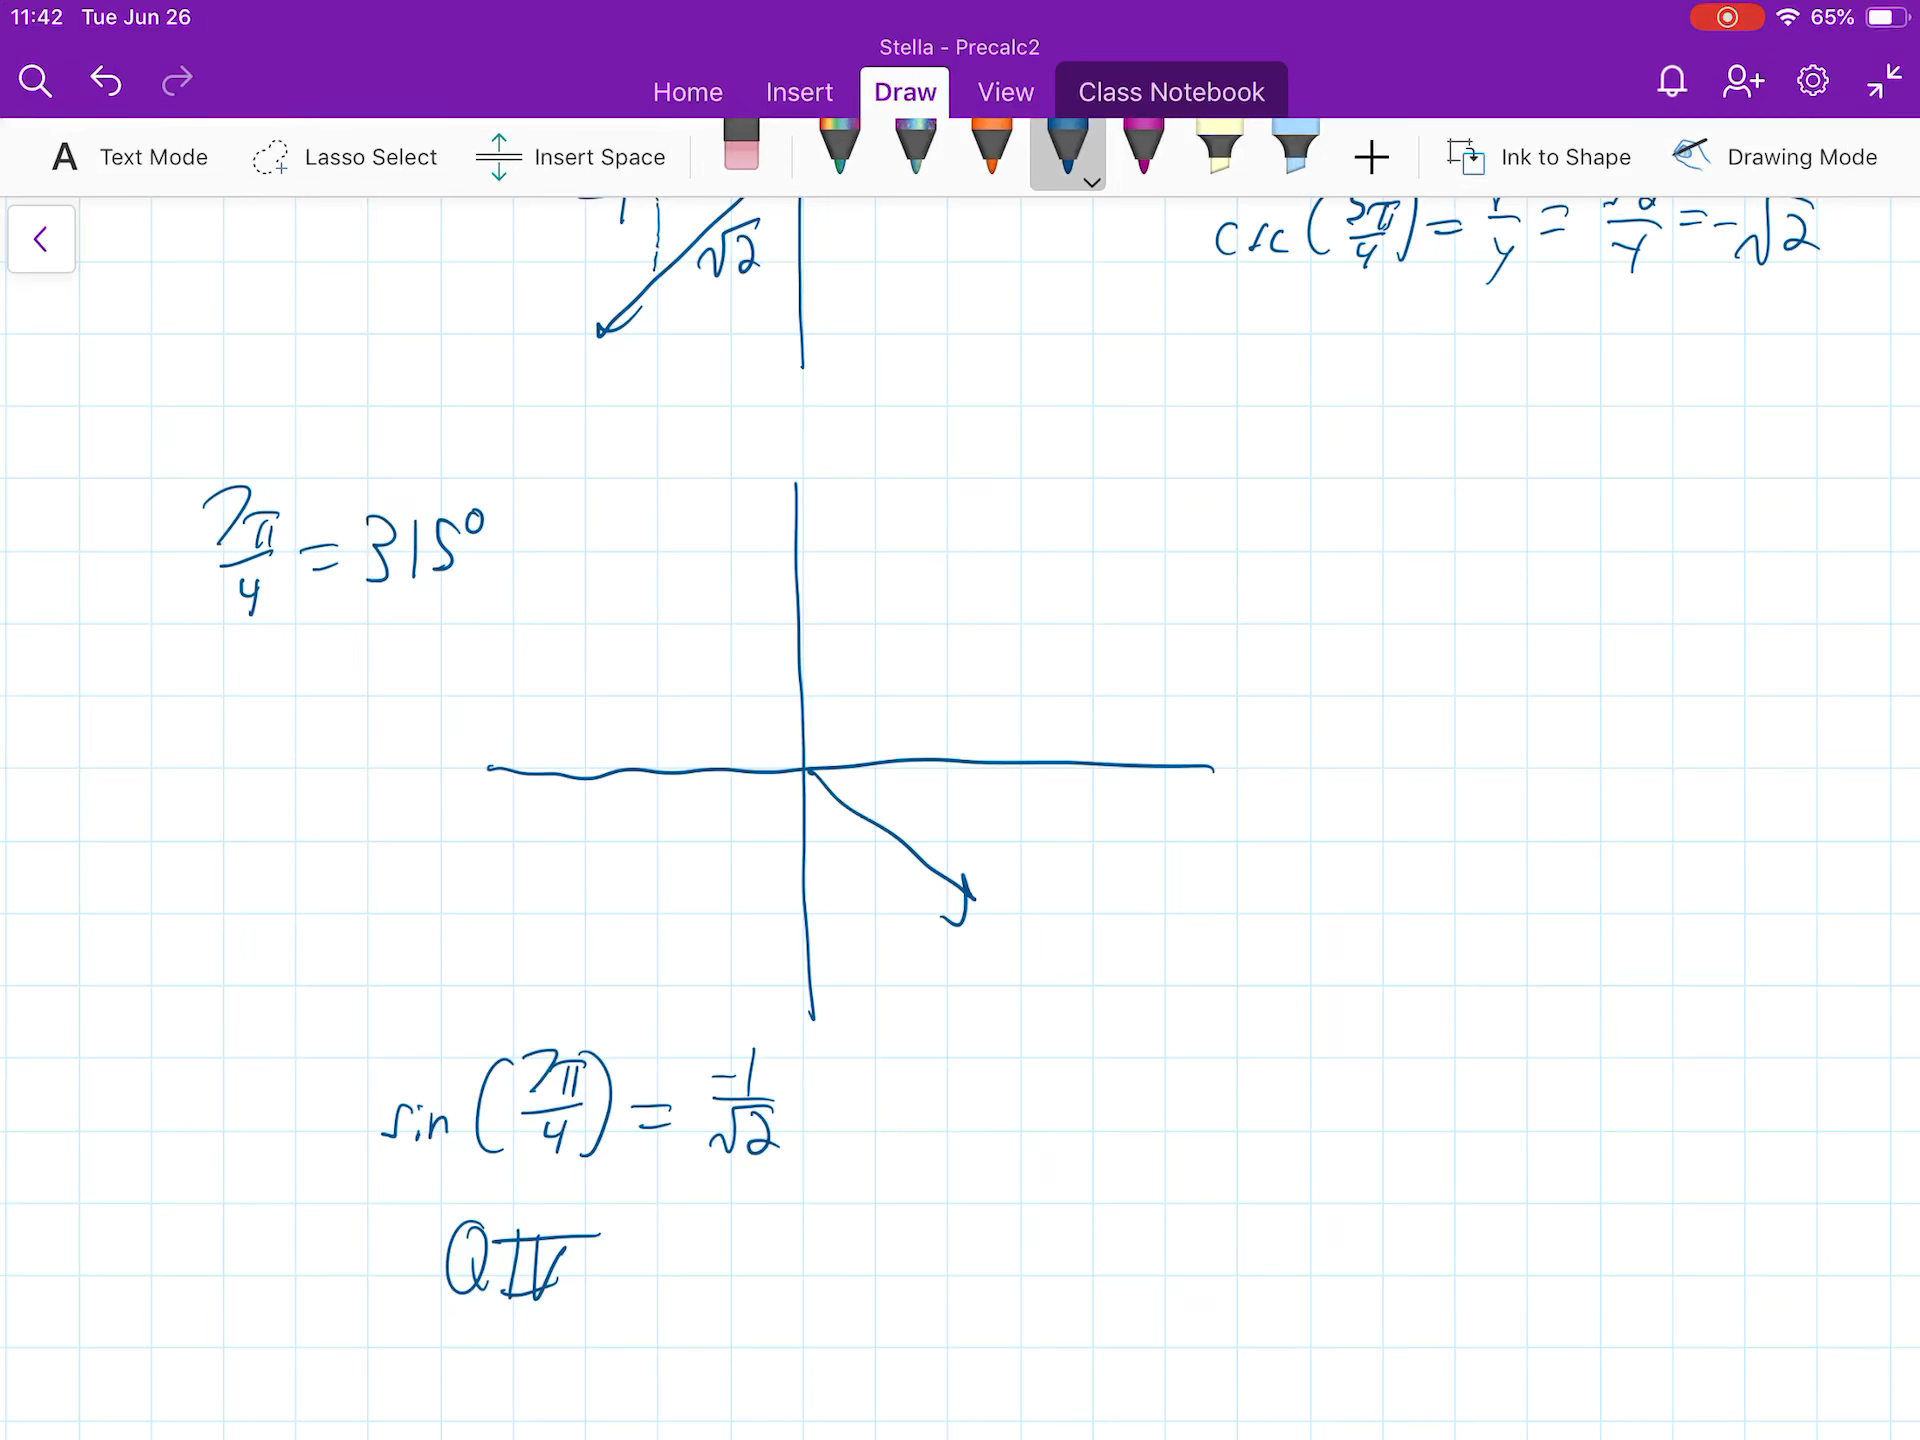 11:42 Tue Jun 26 65%
Stella - Precalc2
Home Insert Draw View Class Notebook
A Text Mode Lasso Select Insert Space Ink to Shape Drawing Mode
√2
csc (5π/4) = r/y = = -√2
7π/4 = 315°
sin (7π/4) = -1/√2
QIV